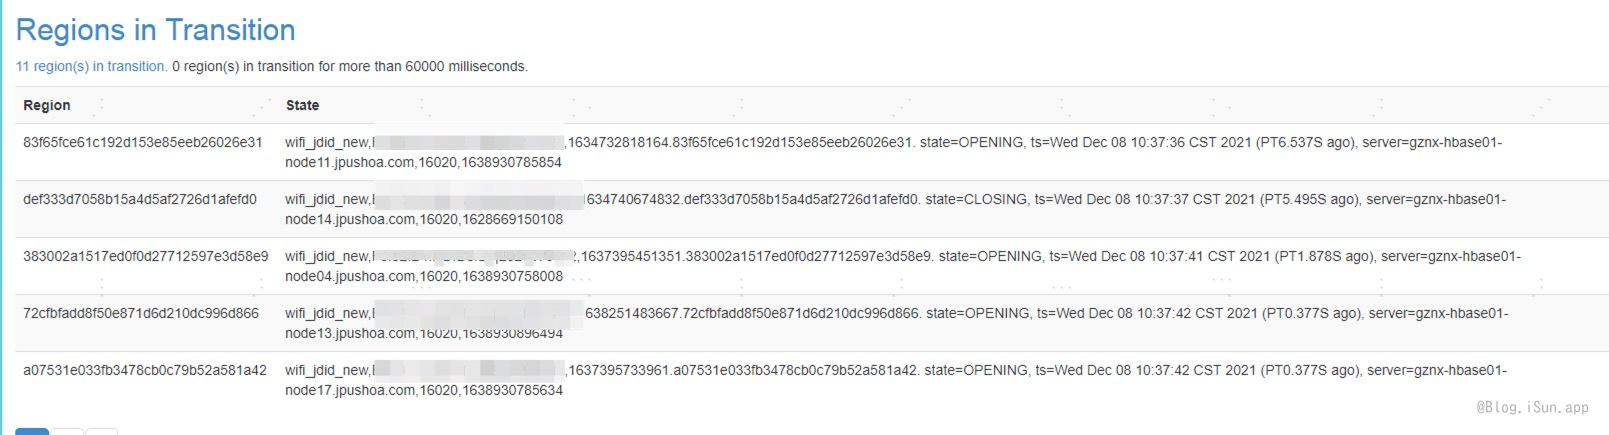 Regions in Transition
11 region(s) in transition. 0 region(s) in transition for more than 60000 milliseconds.
Region State
83f65fce61c192d153e85eeb26026e31 wifi_jdid_new, ,1634732818164.83f65fce61c192d153e85eeb26026e31. state=OPENING, ts=Wed Dec 08 10:37:36 CST 2021 (PT6.537S ago), server=gznx-hbase01-
node11.jpushoa.com,16020,1638930785854
def333d7058b15a4d5af2726d1afefd0 wifi_jdid_new, 1634740674832.def333d7058b15a4d5af2726d1afefd0. state=CLOSING, ts=Wed Dec 08 10:37:37 CST 2021 (PT5.495S ago), server=gznx-hbase01-
node14.jpushoa.com,16020,1628669150108
383002a1517ed0f0d27712597e3d58e9 wifi_jdid_new, ,1637395451351.383002a1517ed0f0d27712597e3d58e9. state=OPENING, ts=Wed Dec 08 10:37:41 CST 2021 (PT1.878S ago), server=gznx-hbase01-
node04.jpushoa.com,16020,1638930758008
72cfbfadd8f50e871d6d210dc996d866 wifi_jdid_new, 638251483667.72cfbfadd8f50e871d6d210dc996d866. state=OPENING, ts=Wed Dec 08 10:37:42 CST 2021 (PT0.377S ago), server=gznx-hbase01-
node13.jpushoa.com,16020,1638930896494
a07531e033fb3478cb0c79b52a581a42 wifi_jdid_new, ,1637395733961.a07531e033fb3478cb0c79b52a581a42. state=OPENING, ts=Wed Dec 08 10:37:42 CST 2021 (PT0.377S ago), server=gznx-hbase01-
node17.jpushoa.com,16020,1638930785634
@Blog.iSun.app